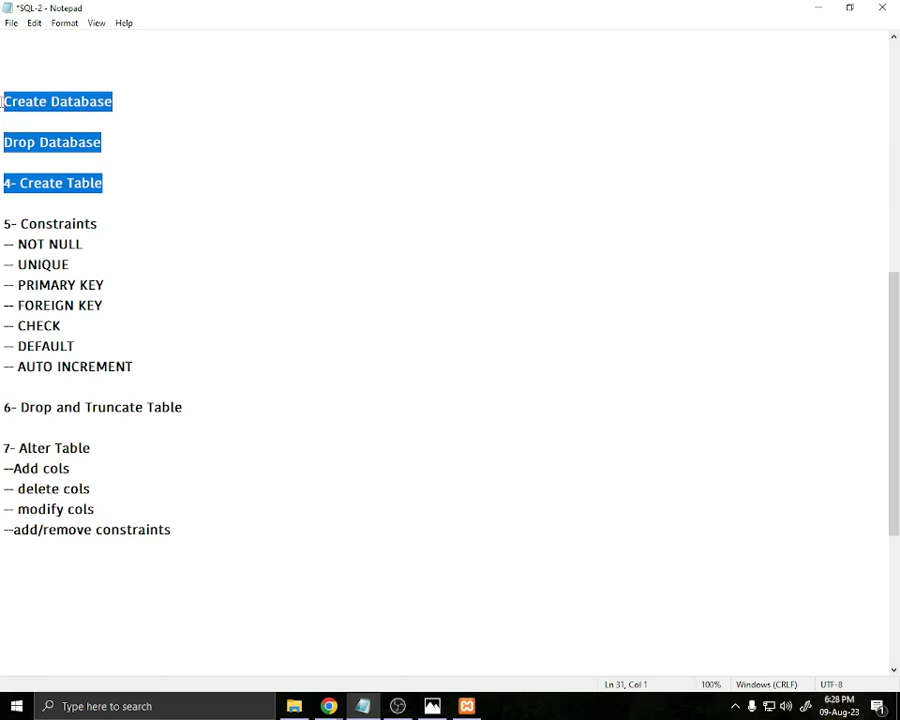 *SQL-2 - Notepad
File Edit Format View Help
Create Database
Drop Database
4- Create Table
5- Constraints
-- NOT NULL
-- UNIQUE
-- PRIMARY KEY
-- FOREIGN KEY
-- CHECK
-- DEFAULT
-- AUTO INCREMENT
6- Drop and Truncate Table
7- Alter Table
--Add cols
-- delete cols
-- modify cols
--add/remove constraints
Ln 31, Col 1 100% Windows (CRLF) UTF-8
Type here to search
6:28 PM
09-Aug-23
1